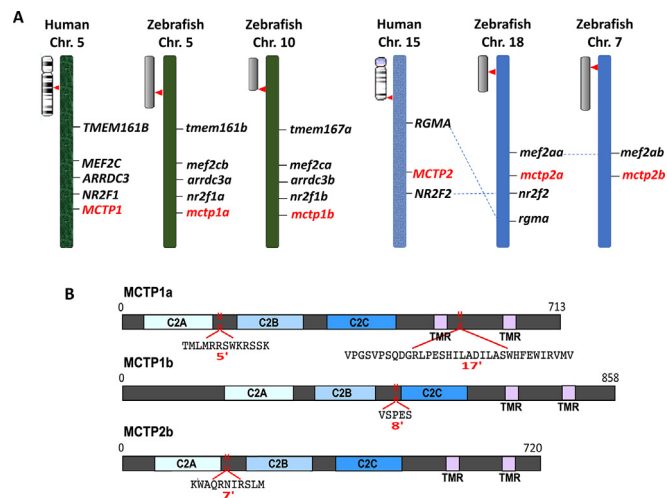 A
Human
Chr. 5
Zebrafish
Chr. 5
Zebrafish
Chr. 10
Human
Chr. 15
Zebrafish
Chr. 18
Zebrafish
Chr. 7
TMEM161B
MEF2C
ARRDC3
NR2F1
MCTP1
tmem161b
mef2cb
arrdc3a
nr2f1a
mctp1a
tmem167a
mef2ca
arrdc3b
nr2f1b
mctp1b
RGMA
MCTP2
NR2F2
mef2aa
mctp2a
nr2f2
rgma
mef2ab
mctp2b
B
MCTP1a
0 713
C2A C2B C2C TMR TMR
TMLMRRSWKRSSK
5'
VPGSVPSQDGRLPESHILADILASWHFEWIRVMV
17'
MCTP1b
0 858
C2A C2B C2C TMR TMR
VSPES
8'
MCTP2b
0 720
C2A C2B C2C TMR TMR
KWAQRNIRSLM
7'